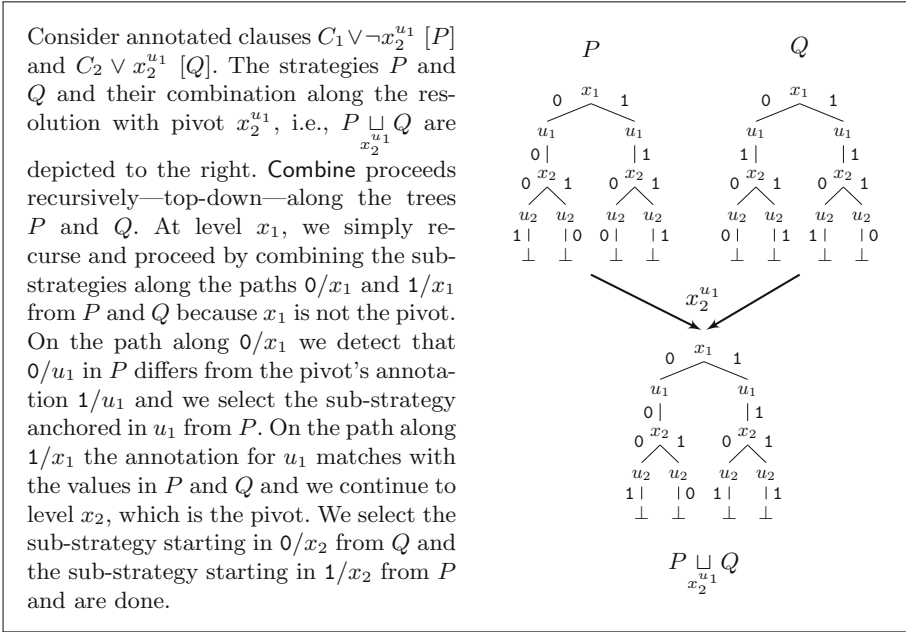 Consider annotated clauses C₁∨¬x₂^{u₁} [P]
and C₂ ∨ x₂^{u₁} [Q]. The strategies P and
Q and their combination along the res-
olution with pivot x₂^{u₁}, i.e., P ⊔ Q are
x₂^{u₁}
depicted to the right. Combine proceeds
recursively—top-down—along the trees
P and Q. At level x₁, we simply re-
curse and proceed by combining the sub-
strategies along the paths 0/x₁ and 1/x₁
from P and Q because x₁ is not the pivot.
On the path along 0/x₁ we detect that
0/u₁ in P differs from the pivot's annota-
tion 1/u₁ and we select the sub-strategy
anchored in u₁ from P. On the path along
1/x₁ the annotation for u₁ matches with
the values in P and Q and we continue to
level x₂, which is the pivot. We select the
sub-strategy starting in 0/x₂ from Q and
the sub-strategy starting in 1/x₂ from P
and are done.
P Q
0 x₁ 1 0 x₁ 1
u₁ u₁ u₁ u₁
0 1 1 1
0 x₂ 1 0 x₂ 1 0 x₂ 1 0 x₂ 1
u₂ u₂ u₂ u₂ u₂ u₂ u₂ u₂
1 0 0 1 0 1 1 0
⊥ ⊥ ⊥ ⊥ ⊥ ⊥ ⊥ ⊥
x₂^{u₁}
0 x₁ 1
u₁ u₁
0 1
0 x₂ 1 0 x₂ 1
u₂ u₂ u₂ u₂
1 0 1 1
⊥ ⊥ ⊥ ⊥
P ⊔ Q
x₂^{u₁}